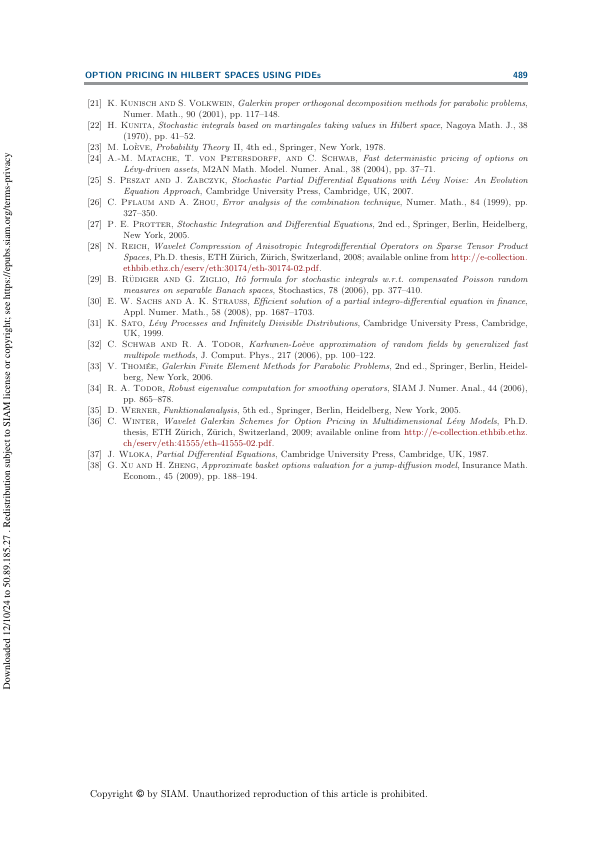 OPTION PRICING IN HILBERT SPACES USING PIDEs 489
[21] K. Kunisch and S. Volkwein, Galerkin proper orthogonal decomposition methods for parabolic problems,
Numer. Math., 90 (2001), pp. 117–148.
[22] H. Kunita, Stochastic integrals based on martingales taking values in Hilbert space, Nagoya Math. J., 38
(1970), pp. 41–52.
[23] M. Loève, Probability Theory II, 4th ed., Springer, New York, 1978.
[24] A.-M. Matache, T. von Petersdorff, and C. Schwab, Fast deterministic pricing of options on
Lévy-driven assets, M2AN Math. Model. Numer. Anal., 38 (2004), pp. 37–71.
[25] S. Peszat and J. Zabczyk, Stochastic Partial Differential Equations with Lévy Noise: An Evolution
Equation Approach, Cambridge University Press, Cambridge, UK, 2007.
[26] C. Pflaum and A. Zhou, Error analysis of the combination technique, Numer. Math., 84 (1999), pp.
327–350.
[27] P. E. Protter, Stochastic Integration and Differential Equations, 2nd ed., Springer, Berlin, Heidelberg,
New York, 2005.
[28] N. Reich, Wavelet Compression of Anisotropic Integrodifferential Operators on Sparse Tensor Product
Spaces, Ph.D. thesis, ETH Zürich, Zürich, Switzerland, 2008; available online from http://e-collection.
ethbib.ethz.ch/eserv/eth:30174/eth-30174-02.pdf.
[29] B. Rüdiger and G. Ziglio, Itô formula for stochastic integrals w.r.t. compensated Poisson random
measures on separable Banach spaces, Stochastics, 78 (2006), pp. 377–410.
[30] E. W. Sachs and A. K. Strauss, Efficient solution of a partial integro-differential equation in finance,
Appl. Numer. Math., 58 (2008), pp. 1687–1703.
[31] K. Sato, Lévy Processes and Infinitely Divisible Distributions, Cambridge University Press, Cambridge,
UK, 1999.
[32] C. Schwab and R. A. Todor, Karhunen-Loève approximation of random fields by generalized fast
multipole methods, J. Comput. Phys., 217 (2006), pp. 100–122.
[33] V. Thomée, Galerkin Finite Element Methods for Parabolic Problems, 2nd ed., Springer, Berlin, Heidel-
berg, New York, 2006.
[34] R. A. Todor, Robust eigenvalue computation for smoothing operators, SIAM J. Numer. Anal., 44 (2006),
pp. 865–878.
[35] D. Werner, Funktionalanalysis, 5th ed., Springer, Berlin, Heidelberg, New York, 2005.
[36] C. Winter, Wavelet Galerkin Schemes for Option Pricing in Multidimensional Lévy Models, Ph.D.
thesis, ETH Zürich, Zürich, Switzerland, 2009; available online from http://e-collection.ethbib.ethz.
ch/eserv/eth:41555/eth-41555-02.pdf.
[37] J. Wloka, Partial Differential Equations, Cambridge University Press, Cambridge, UK, 1987.
[38] G. Xu and H. Zheng, Approximate basket options valuation for a jump-diffusion model, Insurance Math.
Econom., 45 (2009), pp. 188–194.
Downloaded 12/10/24 to 50.89.185.27 . Redistribution subject to SIAM license or copyright; see https://epubs.siam.org/terms-privacy
Copyright © by SIAM. Unauthorized reproduction of this article is prohibited.